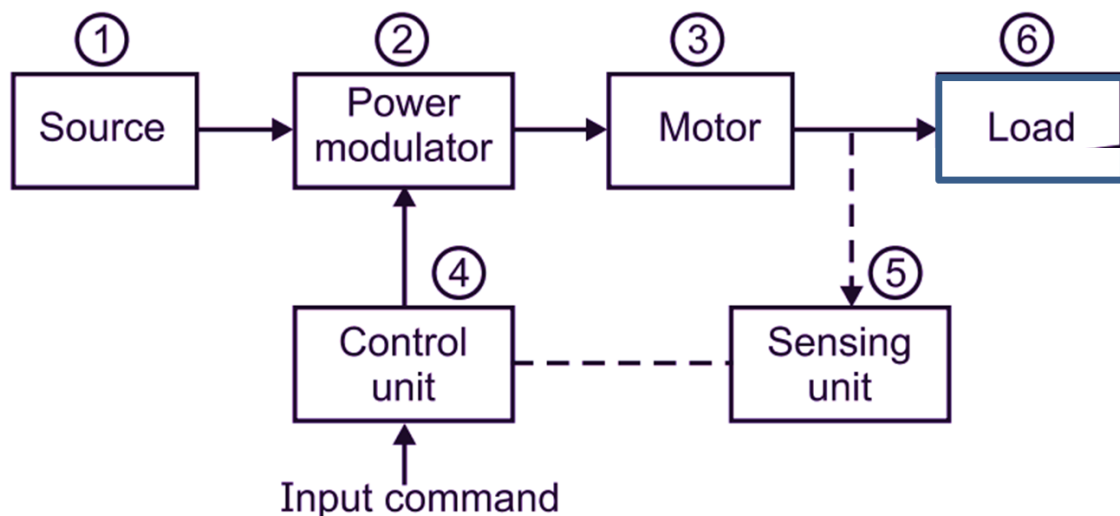 ① ② ③ ⑥
Source
Power
modulator
Motor
Load
④ ⑤
Control
unit
Sensing
unit
Input command